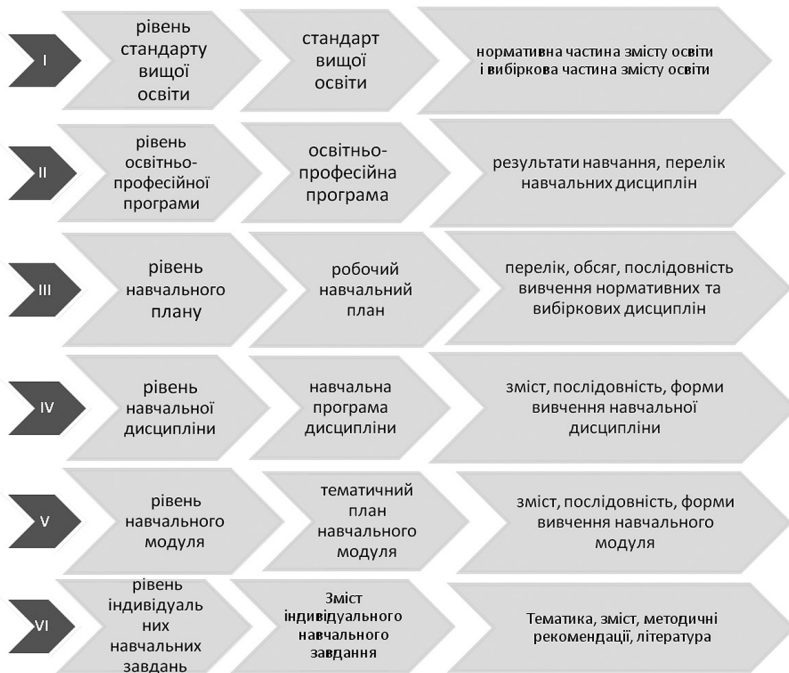 I
рівень
стандарту
вищої
освіти
стандарт
вищої
освіти
нормативна частина змісту освіти
і вибіркова частина змісту освіти
II
рівень
освітньо-
професійної
програми
освітньо-
професійна
програма
результати навчання, перелік
навчальних дисциплін
III
рівень
навчального
плану
робочий
навчальний
план
перелік, обсяг, послідовність
вивчення нормативних та
вибіркових дисциплін
IV
рівень
навчальної
дисципліни
навчальна
програма
дисципліни
зміст, послідовність, форми
вивчення навчальної
дисципліни
V
рівень
навчального
модуля
тематичний
план
навчального
модуля
зміст, послідовність, форми
вивчення навчального
модуля
VI
рівень
індивідуаль
них
навчальних
завдань
Зміст
індивідуального
навчального
завдання
Тематика, зміст, методичні
рекомендації, література